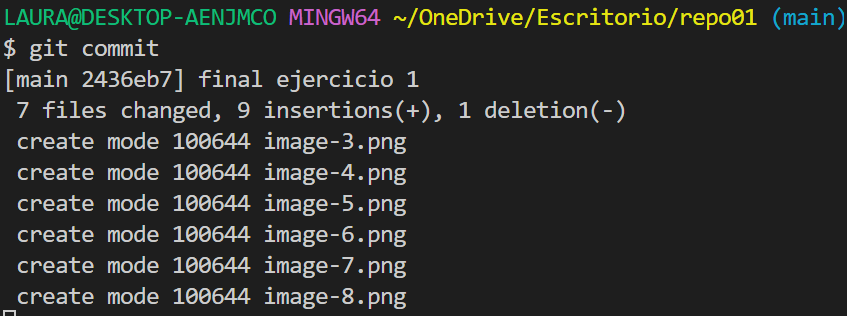 LAURA@DESKTOP-AENJMCO MINGW64 ~/OneDrive/Escritorio/repo01 (main)
$ git commit
[main 2436eb7] final ejercicio 1
 7 files changed, 9 insertions(+), 1 deletion(-)
 create mode 100644 image-3.png
 create mode 100644 image-4.png
 create mode 100644 image-5.png
 create mode 100644 image-6.png
 create mode 100644 image-7.png
 create mode 100644 image-8.png